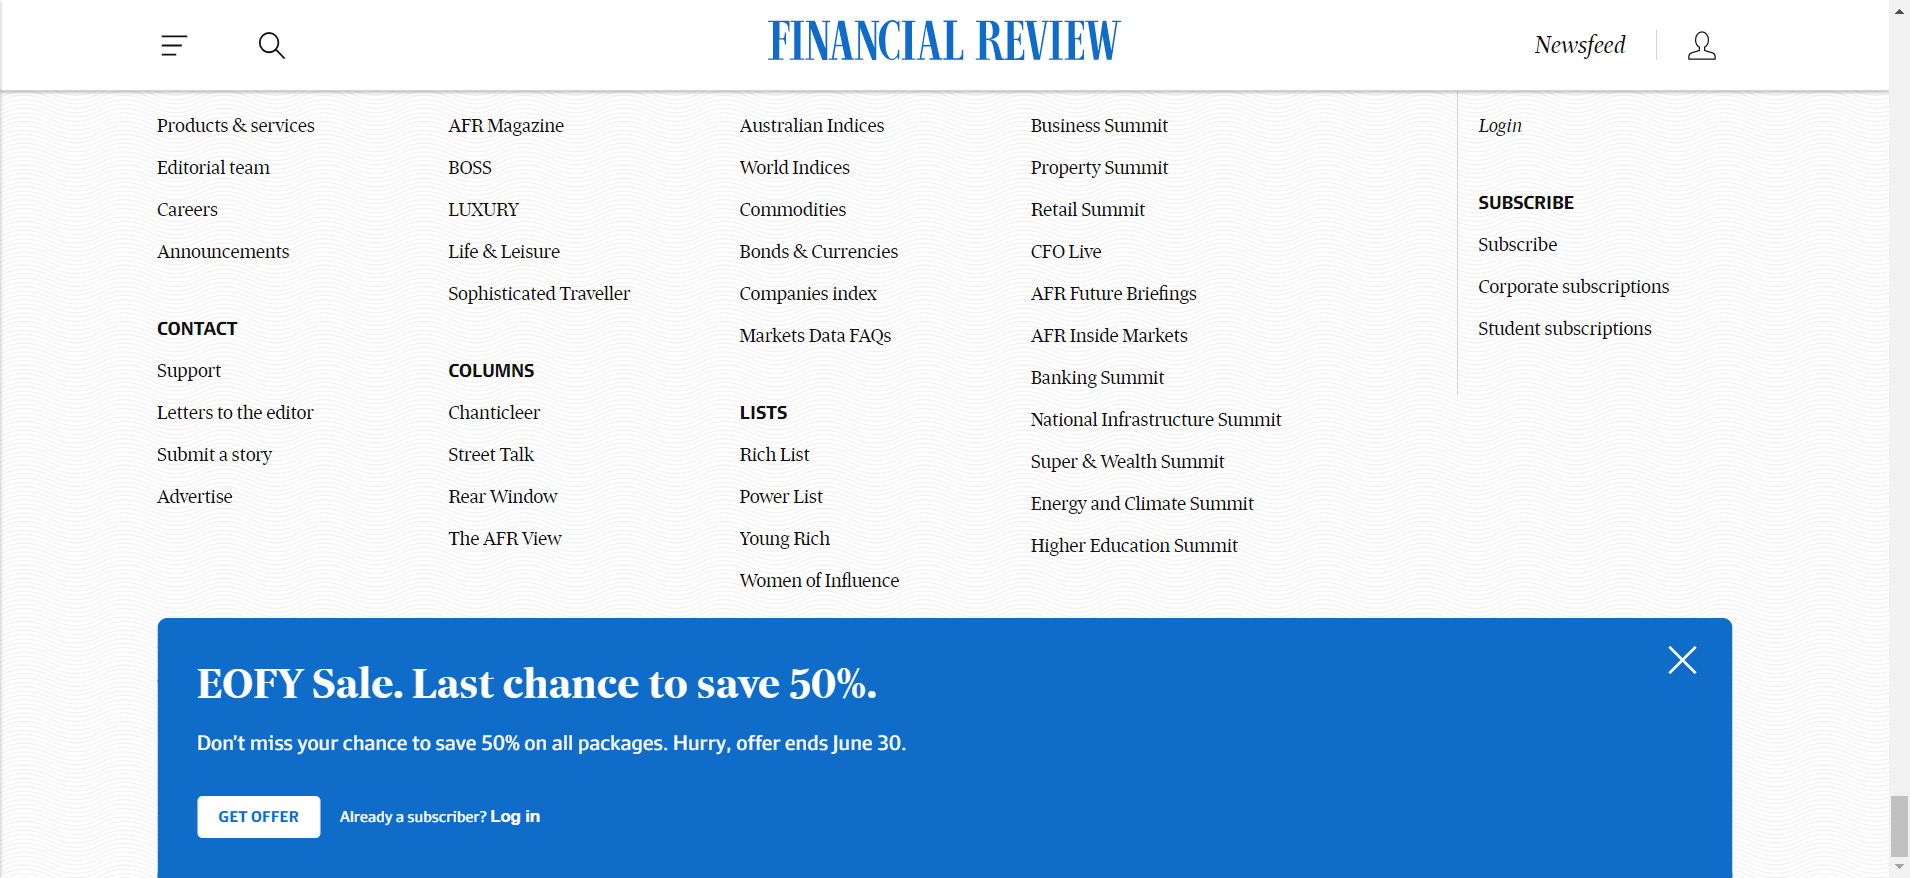 FINANCIAL REVIEW
Newsfeed
Products & services
Editorial team
Careers
Announcements
CONTACT
Support
Letters to the editor
Submit a story
Advertise
AFR Magazine
BOSS
LUXURY
Life & Leisure
Sophisticated Traveller
COLUMNS
Chanticleer
Street Talk
Rear Window
The AFR View
Australian Indices
World Indices
Commodities
Bonds & Currencies
Companies index
Markets Data FAQs
LISTS
Rich List
Power List
Young Rich
Women of Influence
Business Summit
Property Summit
Retail Summit
CFO Live
AFR Future Briefings
AFR Inside Markets
Banking Summit
National Infrastructure Summit
Super & Wealth Summit
Energy and Climate Summit
Higher Education Summit
Login
SUBSCRIBE
Subscribe
Corporate subscriptions
Student subscriptions
EOFY Sale. Last chance to save 50%.
Don't miss your chance to save 50% on all packages. Hurry, offer ends June 30.
GET OFFER
Already a subscriber? Log in